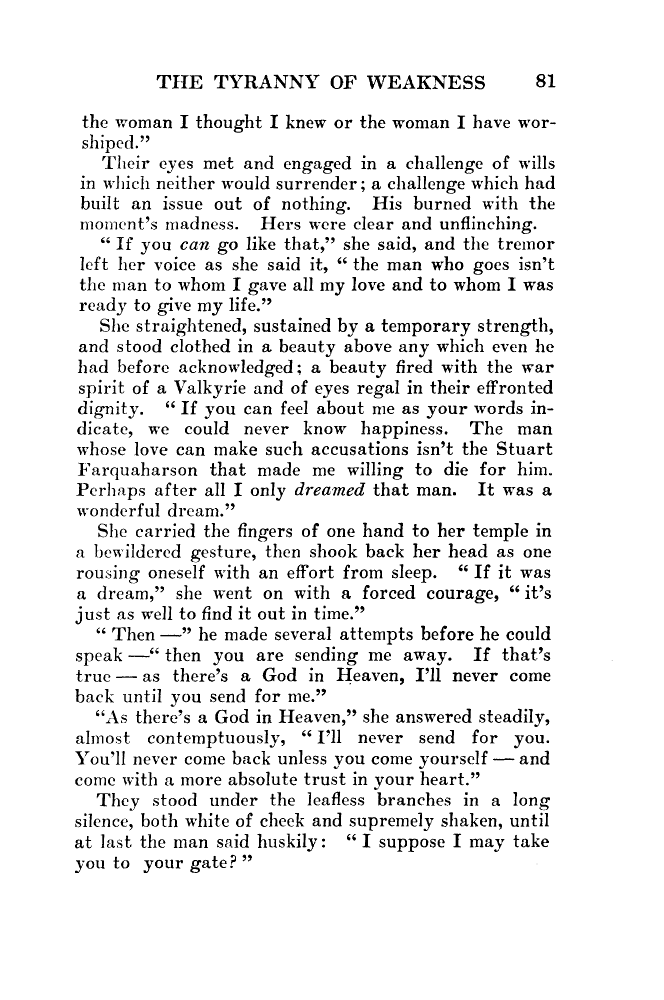 THE TYRANNY OF WEAKNESS 81
the woman I thought I knew or the woman I have wor-
shiped."
Their eyes met and engaged in a challenge of wills
in which neither would surrender; a challenge which had
built an issue out of nothing. His burned with the
moment's madness. Hers were clear and unflinching.
" If you can go like that," she said, and the tremor
left her voice as she said it, " the man who goes isn't
the man to whom I gave all my love and to whom I was
ready to give my life."
She straightened, sustained by a temporary strength,
and stood clothed in a beauty above any which even he
had before acknowledged; a beauty fired with the war
spirit of a Valkyrie and of eyes regal in their effronted
dignity. " If you can feel about me as your words in-
dicate, we could never know happiness. The man
whose love can make such accusations isn't the Stuart
Farquaharson that made me willing to die for him.
Perhaps after all I only dreamed that man. It was a
wonderful dream."
She carried the fingers of one hand to her temple in
a bewildered gesture, then shook back her head as one
rousing oneself with an effort from sleep. " If it was
a dream," she went on with a forced courage, " it's
just as well to find it out in time."
" Then —" he made several attempts before he could
speak —" then you are sending me away. If that's
true — as there's a God in Heaven, I'll never come
back until you send for me."
"As there's a God in Heaven," she answered steadily,
almost contemptuously, " I'll never send for you.
You'll never come back unless you come yourself — and
come with a more absolute trust in your heart."
They stood under the leafless branches in a long
silence, both white of cheek and supremely shaken, until
at last the man said huskily: " I suppose I may take
you to your gate? "